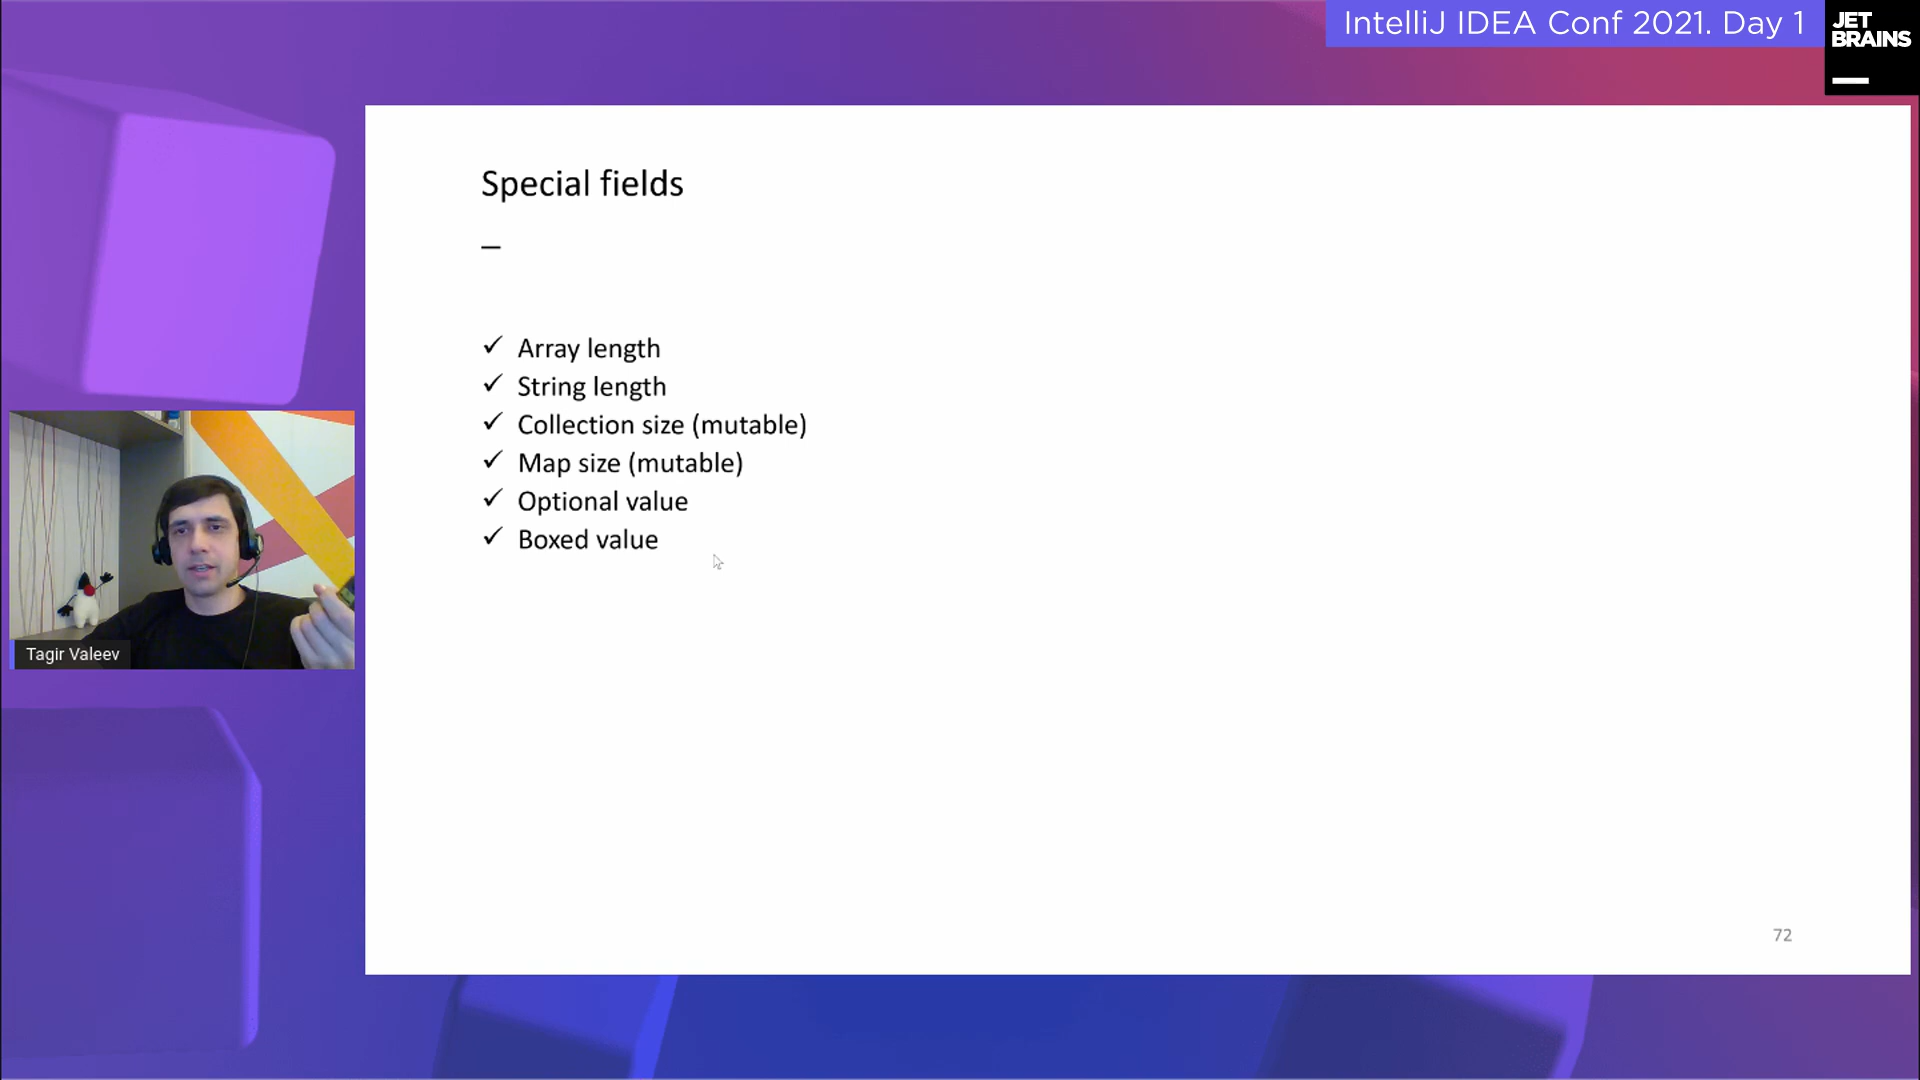 IntelliJ IDEA Conf 2021. Day 1
JET
BRAINS
Special fields
–
✓ Array length
✓ String length
✓ Collection size (mutable)
✓ Map size (mutable)
✓ Optional value
✓ Boxed value
Tagir Valeev
72